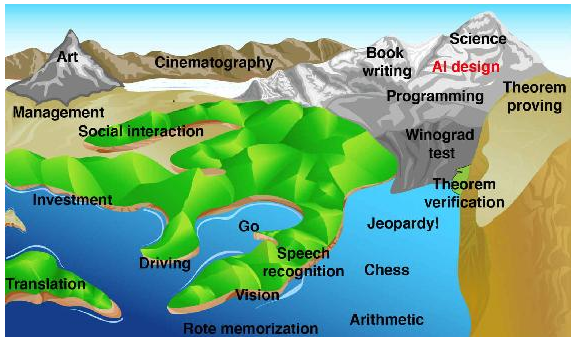 Science
Art
Book
writing
Cinematography
AI design
Theorem
proving
Programming
Management
Social interaction
Winograd
test
Theorem
verification
Investment
Jeopardy!
Go
Speech
recognition
Driving
Chess
Translation
Vision
Arithmetic
Rote memorization